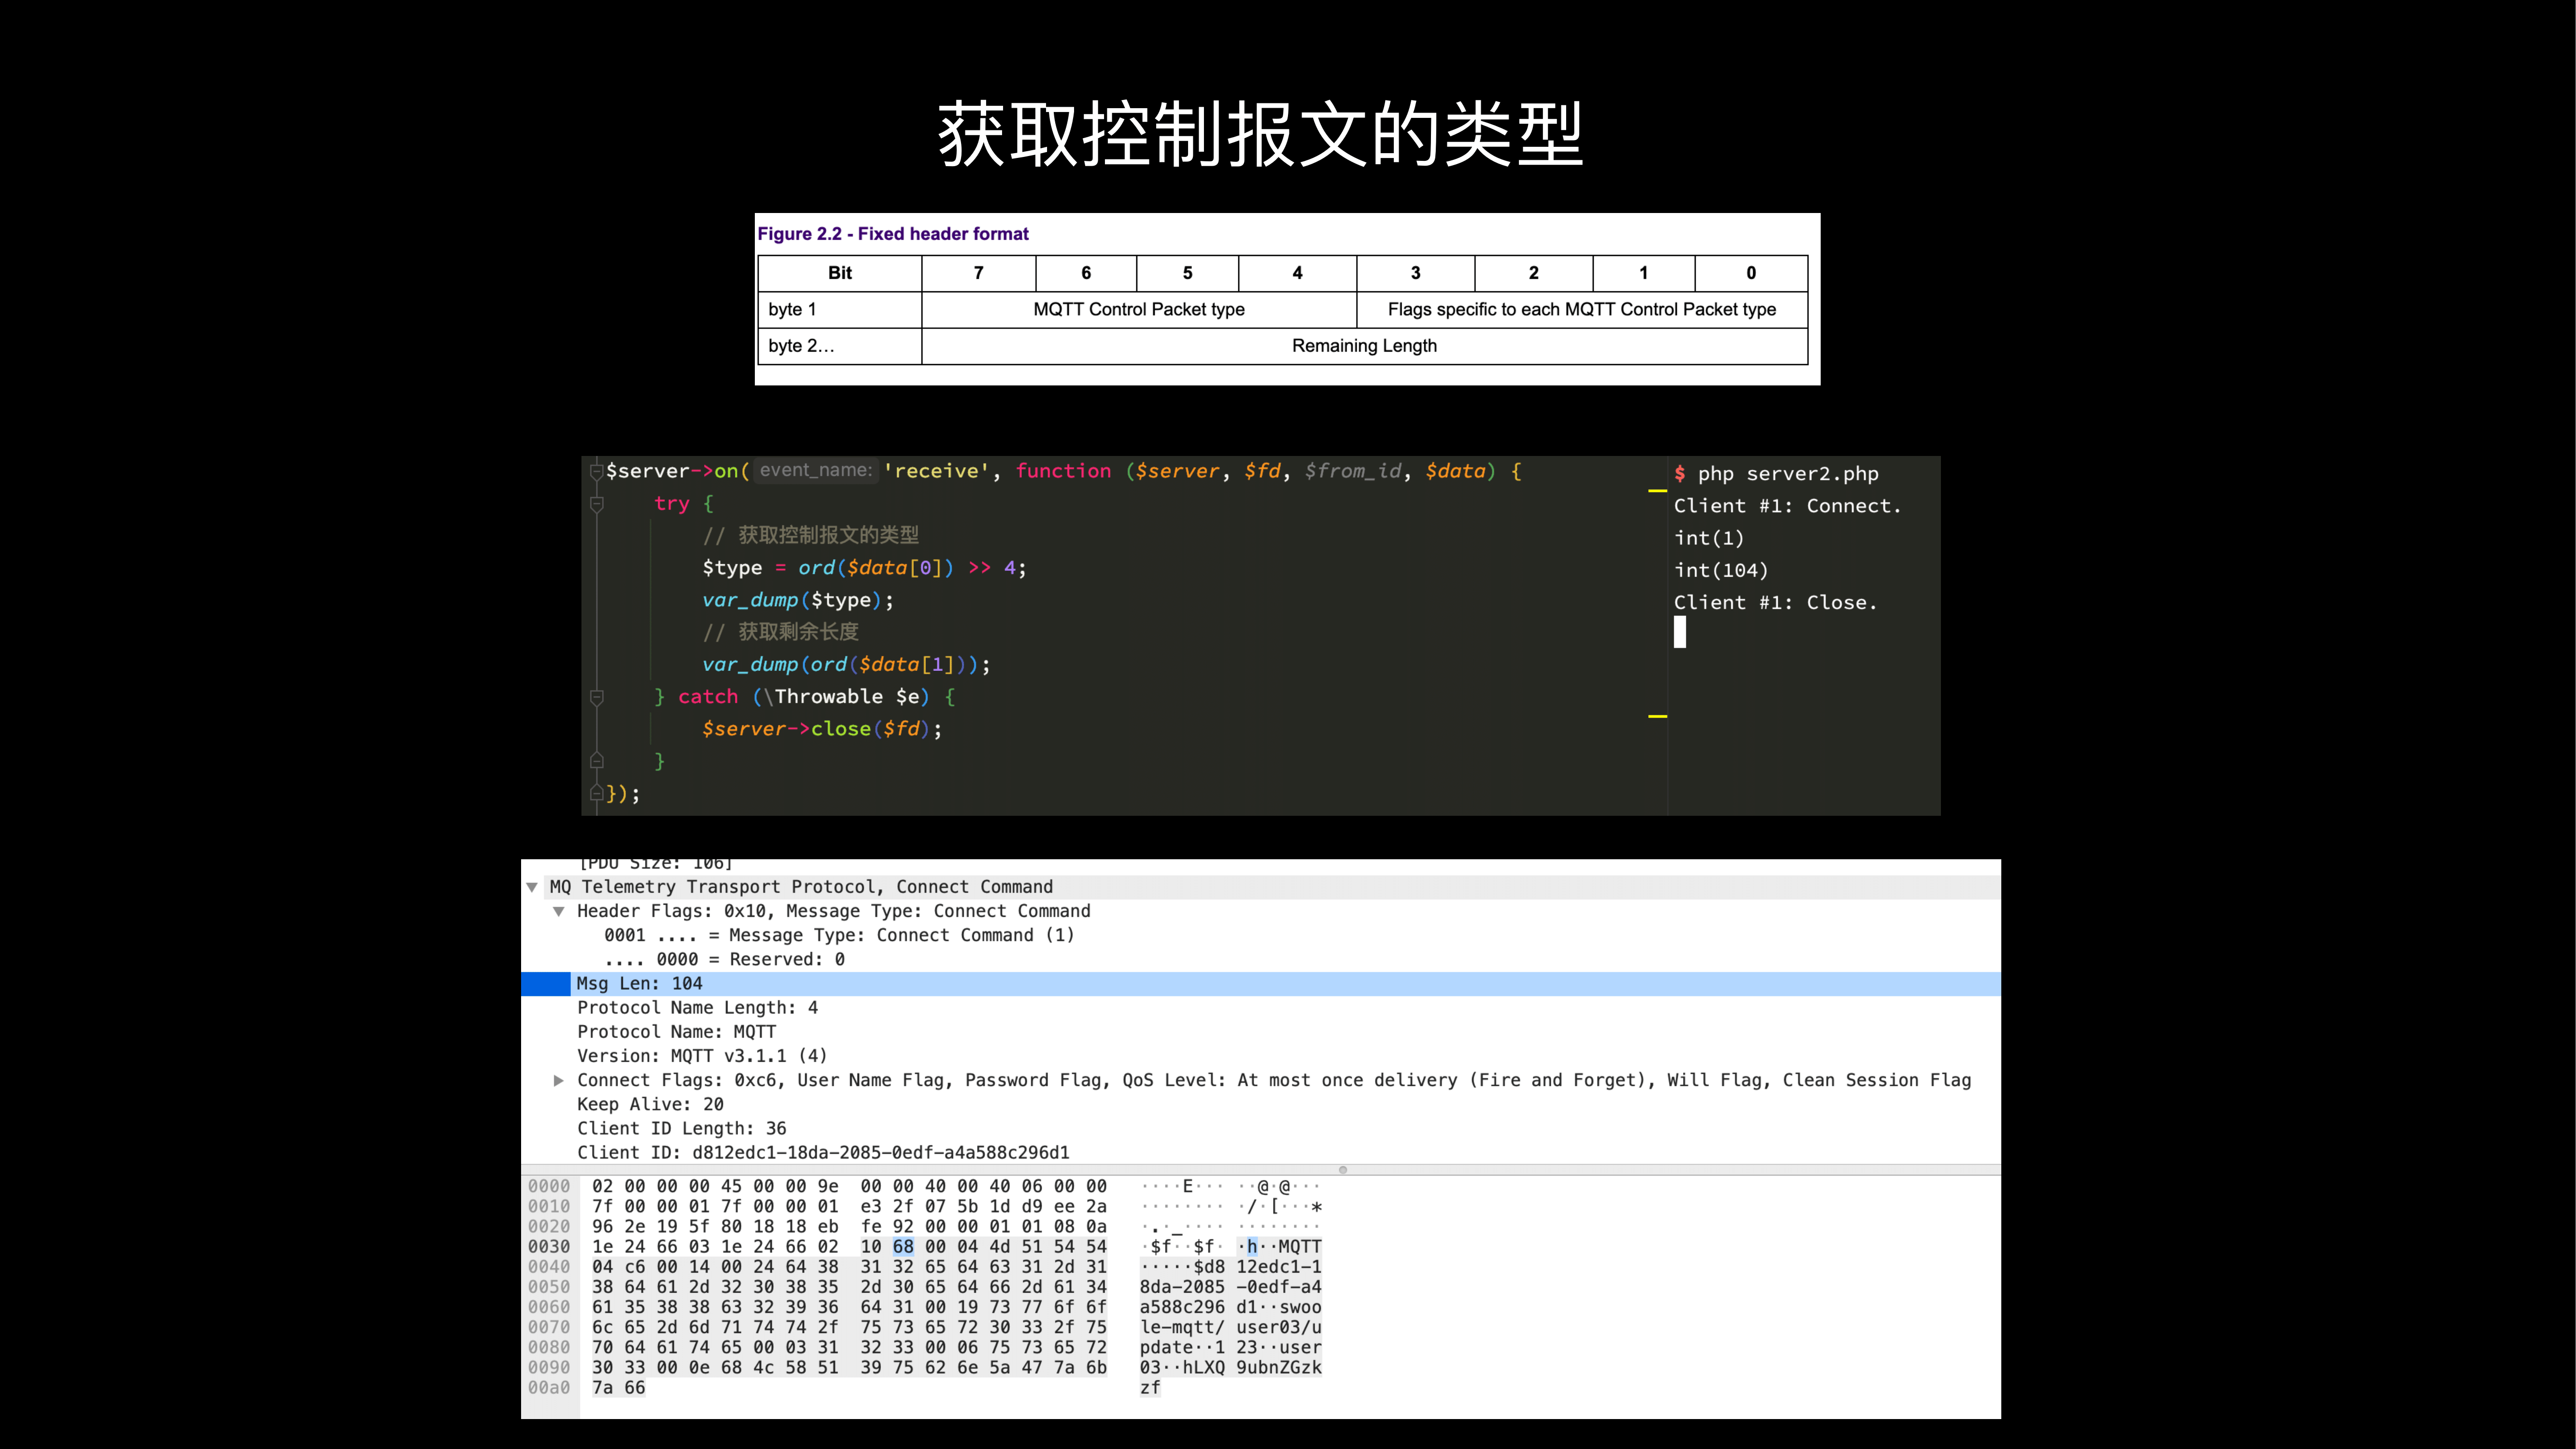 获取控制报文的类型
Figure 2.2 - Fixed header format
Bit 7 6 5 4 3 2 1 0
byte 1 MQTT Control Packet type Flags specific to each MQTT Control Packet type
byte 2… Remaining Length
$server->on( event_name: 'receive', function ($server, $fd, $from_id, $data) {
try {
// 获取控制报文的类型
$type = ord($data[0]) >> 4;
var_dump($type);
// 获取剩余长度
var_dump(ord($data[1]));
} catch (\Throwable $e) {
$server->close($fd);
}
});
$ php server2.php
Client #1: Connect.
int(1)
int(104)
Client #1: Close.
[PDU Size: 106]
MQ Telemetry Transport Protocol, Connect Command
Header Flags: 0x10, Message Type: Connect Command
0001 .... = Message Type: Connect Command (1)
.... 0000 = Reserved: 0
Msg Len: 104
Protocol Name Length: 4
Protocol Name: MQTT
Version: MQTT v3.1.1 (4)
Connect Flags: 0xc6, User Name Flag, Password Flag, QoS Level: At most once delivery (Fire and Forget), Will Flag, Clean Session Flag
Keep Alive: 20
Client ID Length: 36
Client ID: d812edc1-18da-2085-0edf-a4a588c296d1
0000 02 00 00 00 45 00 00 9e 00 00 40 00 40 06 00 00 ····E··· ··@·@···
0010 7f 00 00 01 7f 00 00 01 e3 2f 07 5b 1d d9 ee 2a ········ ·/·[···*
0020 96 2e 19 5f 80 18 18 eb fe 92 00 00 01 01 08 0a ·.·_···· ········
0030 1e 24 66 03 1e 24 66 02 10 68 00 04 4d 51 54 54 ·$f··$f· ·h··MQTT
0040 04 c6 00 14 00 24 64 38 31 32 65 64 63 31 2d 31 ·····$d8 12edc1-1
0050 38 64 61 2d 32 30 38 35 2d 30 65 64 66 2d 61 34 8da-2085 -0edf-a4
0060 61 35 38 38 63 32 39 36 64 31 00 19 73 77 6f 6f a588c296 d1··swoo
0070 6c 65 2d 6d 71 74 74 2f 75 73 65 72 30 33 2f 75 le-mqtt/ user03/u
0080 70 64 61 74 65 00 03 31 32 33 00 06 75 73 65 72 pdate··1 23··user
0090 30 33 00 0e 68 4c 58 51 39 75 62 6e 5a 47 7a 6b 03··hLXQ 9ubnZGzk
00a0 7a 66 zf